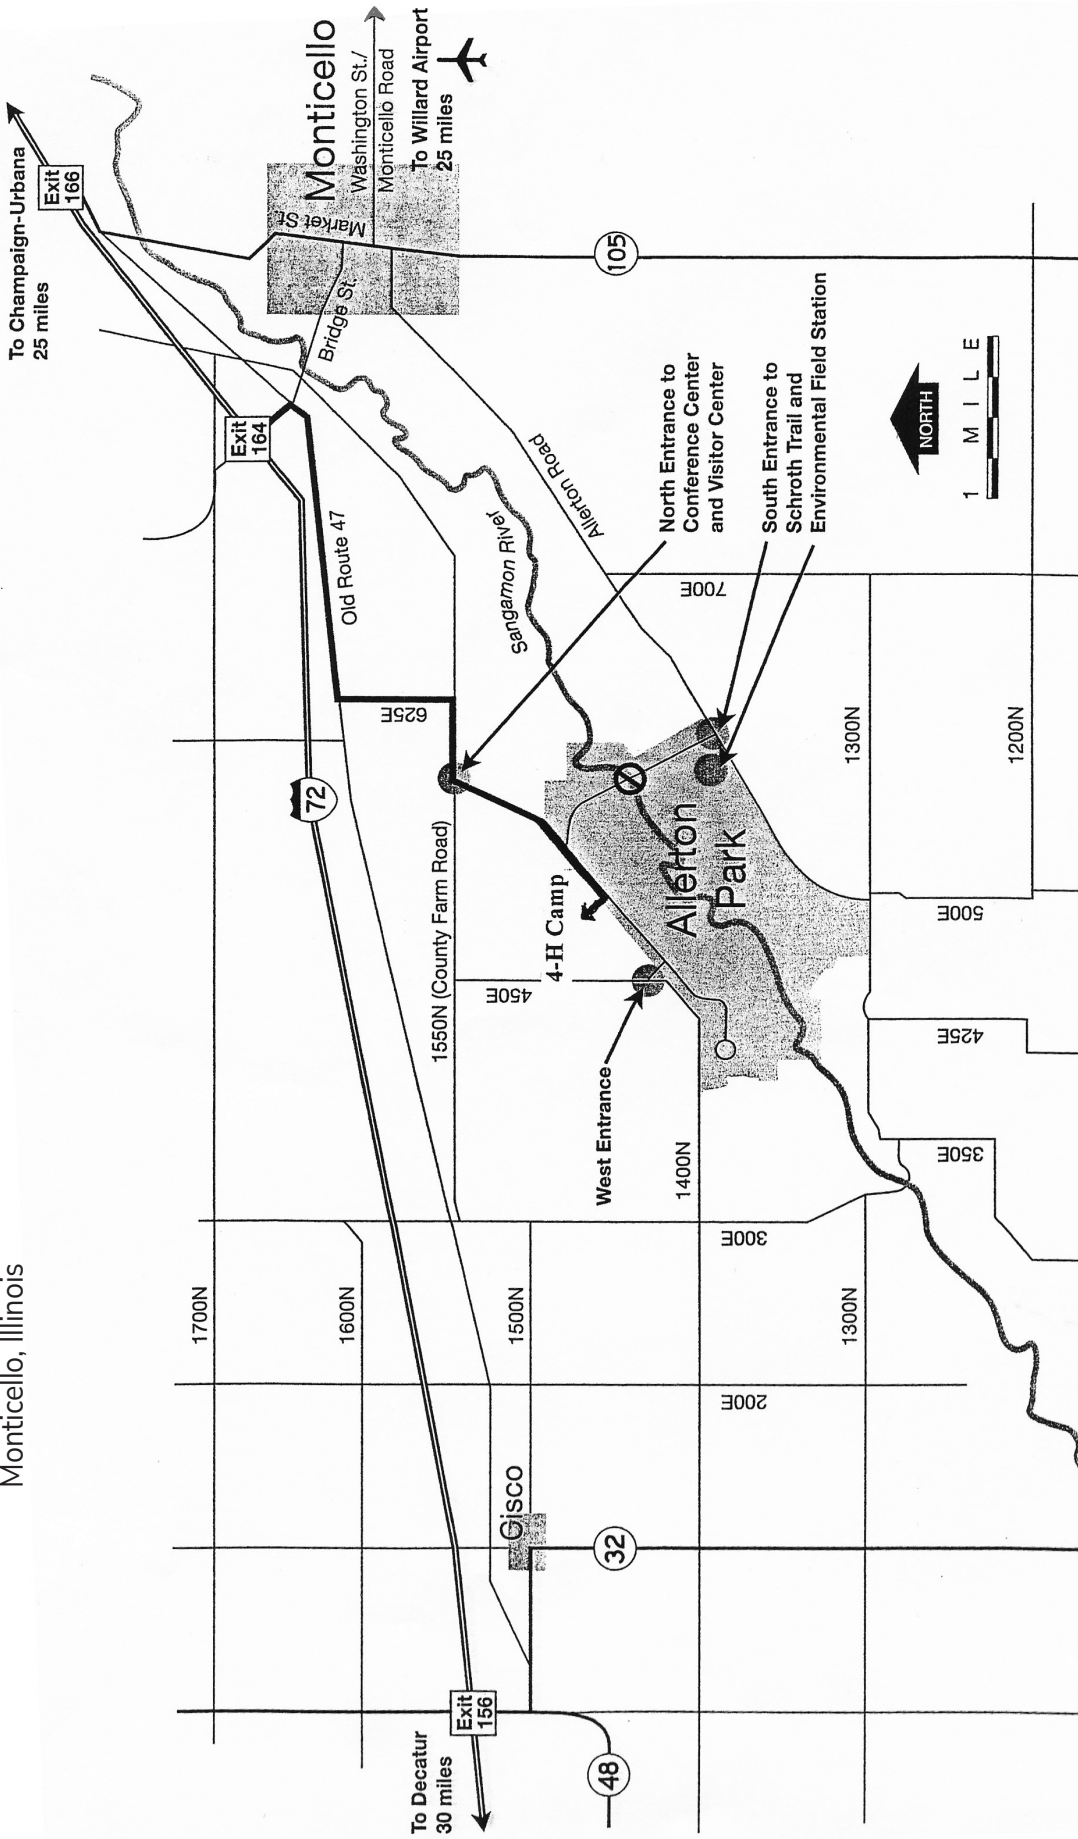 Monticello, Illinois
To Champaign-Urbana
25 miles
Exit
166
Monticello
Washington St./
Monticello Road
To Willard Airport
25 miles
Market St.
Bridge St.
105
Exit
164
Old Route 47
Sangamon River
Allerton Road
North Entrance to
Conference Center
and Visitor Center
South Entrance to
Schroth Trail and
Environmental Field Station
NORTH
1 MILE
700E
625E
72
1550N (County Farm Road)
1300N
1200N
Allerton
Park
4-H Camp
450E
500E
425E
350E
West Entrance
1400N
300E
1700N
1600N
1500N
1300N
200E
Cisco
32
Exit
156
To Decatur
30 miles
48